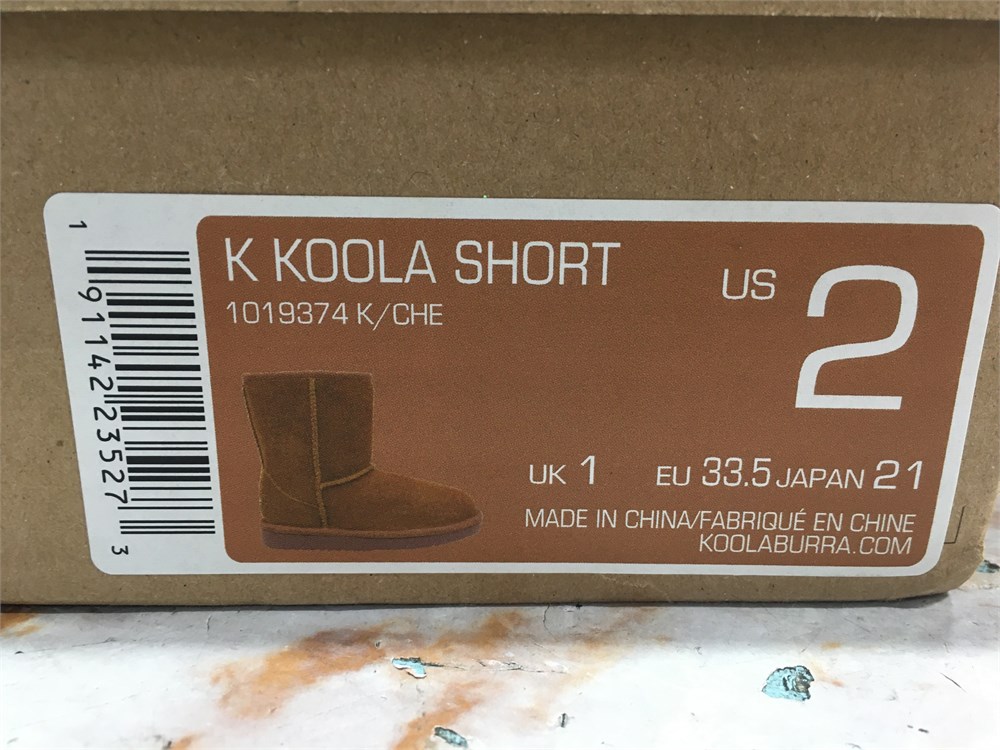 K KOOLA SHORT
1019374 K/CHE
US 2
UK 1 EU 33.5 JAPAN 21
MADE IN CHINA/FABRIQUÉ EN CHINE
KOOLABURRA.COM
1 91142 23527 3